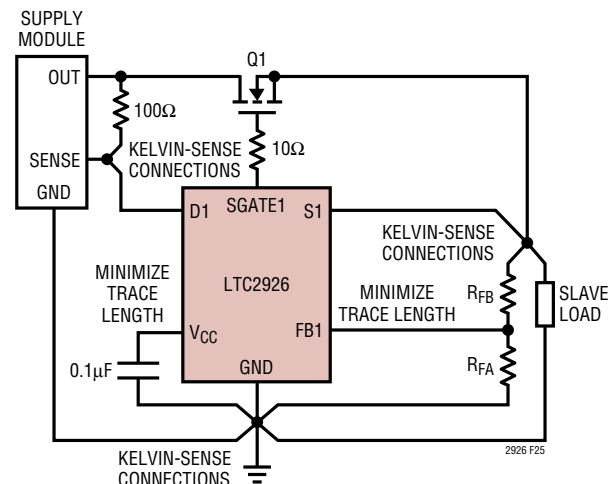 SUPPLY
MODULE
OUT
Q1
100Ω
SENSE
KELVIN-SENSE
CONNECTIONS
10Ω
GND
D1
SGATE1
S1
KELVIN-SENSE
CONNECTIONS
MINIMIZE
TRACE
LENGTH
LTC2926
MINIMIZE
TRACE LENGTH
RFB
SLAVE
LOAD
VCC
FB1
0.1µF
GND
RFA
2926 F25
KELVIN-SENSE
CONNECTIONS